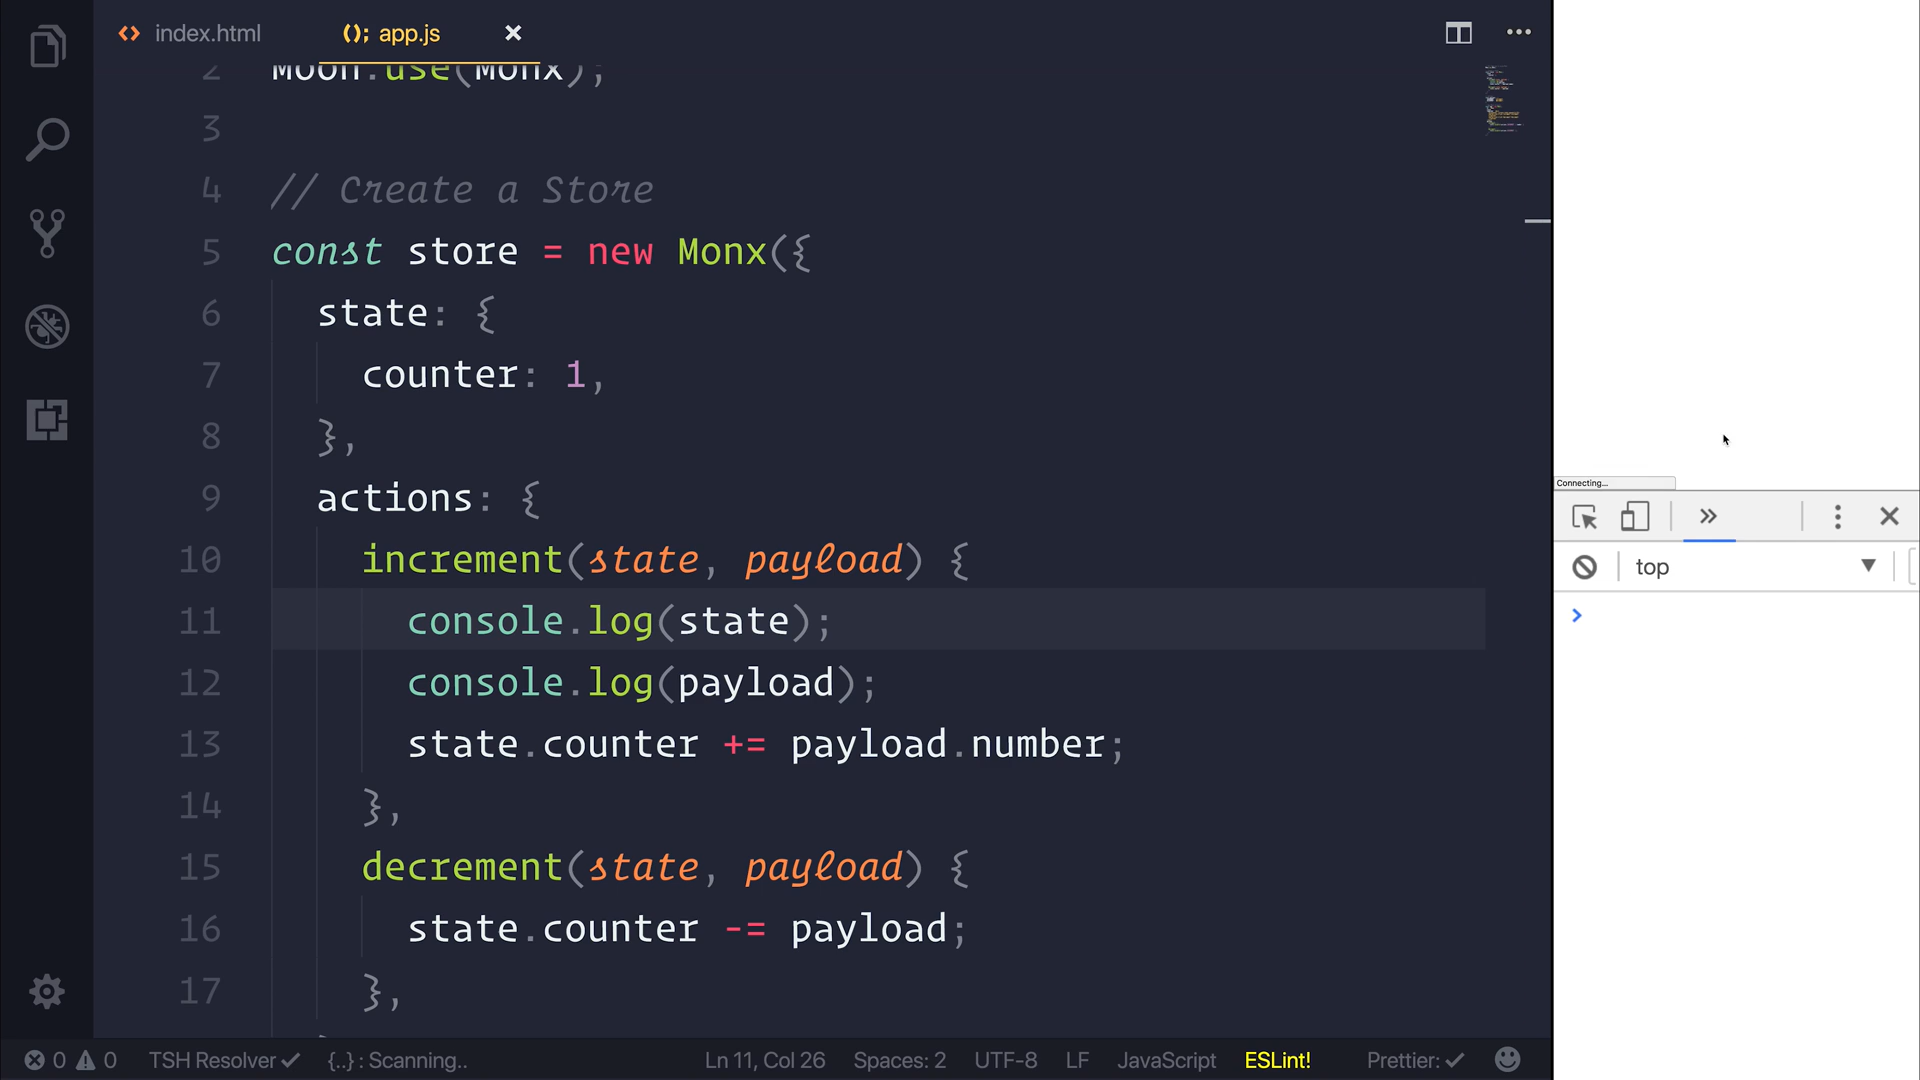 index.html
(); app.js
2 Moon.use(Monx);
3
4 // Create a Store
5 const store = new Monx({
6 state: {
7 counter: 1,
8 },
9 actions: {
10 increment(state, payload) {
11 console.log(state);
12 console.log(payload);
13 state.counter += payload.number;
14 },
15 decrement(state, payload) {
16 state.counter -= payload;
17 },
0 0 TSH Resolver {..} : Scanning.. Ln 11, Col 26 Spaces: 2 UTF-8 LF JavaScript ESLint! Prettier:
Connecting...
top